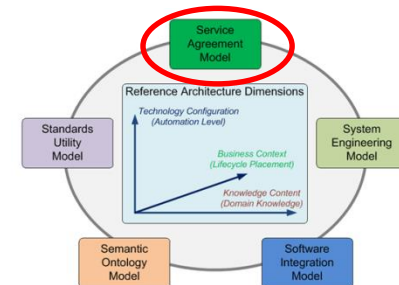 Service
Agreement
Model
Reference Architecture Dimensions
Technology Configuration
(Automation Level)
Standards
Utility
Model
System
Engineering
Model
Business Context
(Lifecycle Placement)
Knowledge Content
(Domain Knowledge)
Semantic
Ontology
Model
Software
Integration
Model